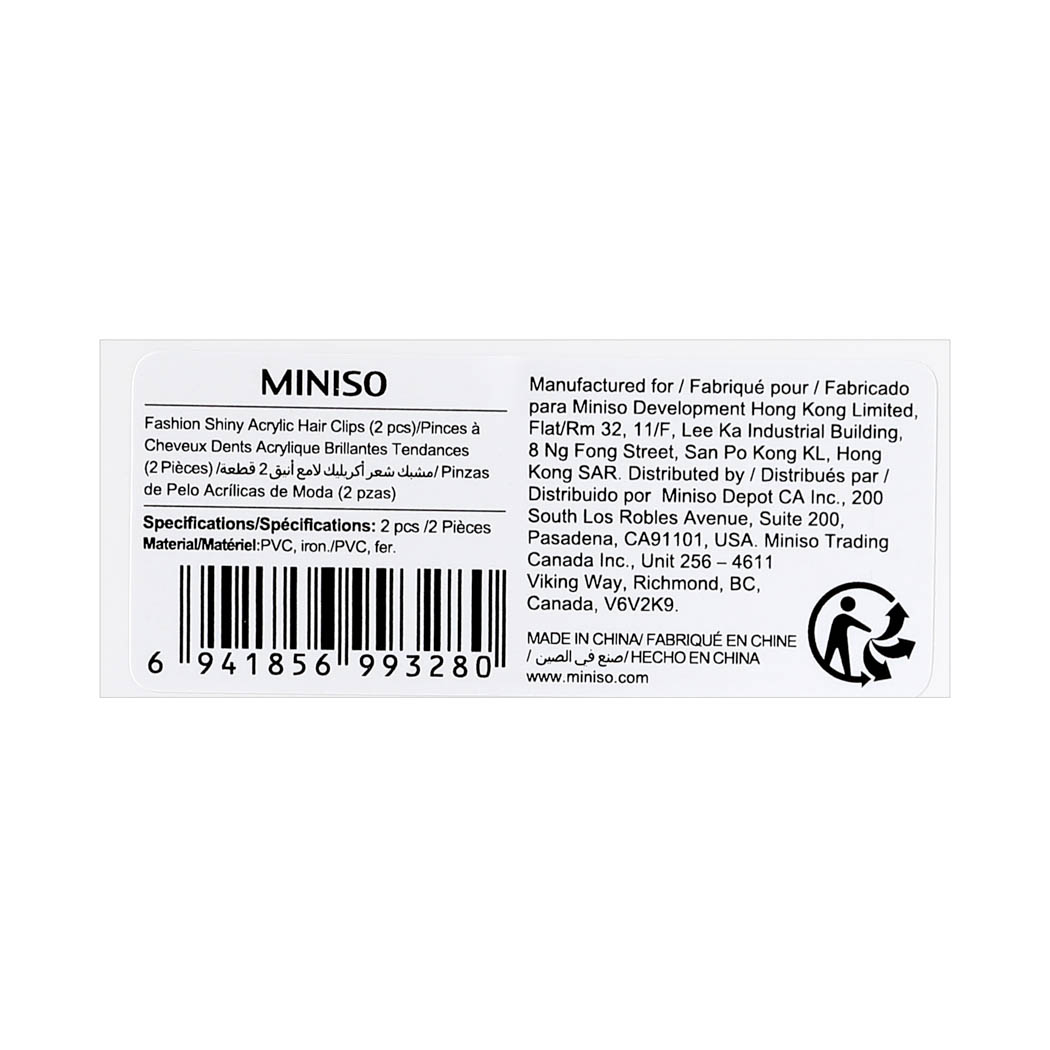 MINISO
Fashion Shiny Acrylic Hair Clips (2 pcs)/Pinces à
Cheveux Dents Acrylique Brillantes Tendances
(2 Pièces) /مشبك شعر أكريليك لامع أنيق 2 قطعة/ Pinzas
de Pelo Acrílicas de Moda (2 pzas)
Specifications/Spécifications: 2 pcs /2 Pièces
Material/Matériel:PVC, iron./PVC, fer.
6 941856 993280
Manufactured for / Fabriqué pour / Fabricado
para Miniso Development Hong Kong Limited,
Flat/Rm 32, 11/F, Lee Ka Industrial Building,
8 Ng Fong Street, San Po Kong KL, Hong
Kong SAR. Distributed by / Distribués par /
Distribuido por Miniso Depot CA Inc., 200
South Los Robles Avenue, Suite 200,
Pasadena, CA91101, USA. Miniso Trading
Canada Inc., Unit 256 – 4611
Viking Way, Richmond, BC,
Canada, V6V2K9.
MADE IN CHINA/ FABRIQUÉ EN CHINE
/ صنع في الصين/HECHO EN CHINA
www.miniso.com